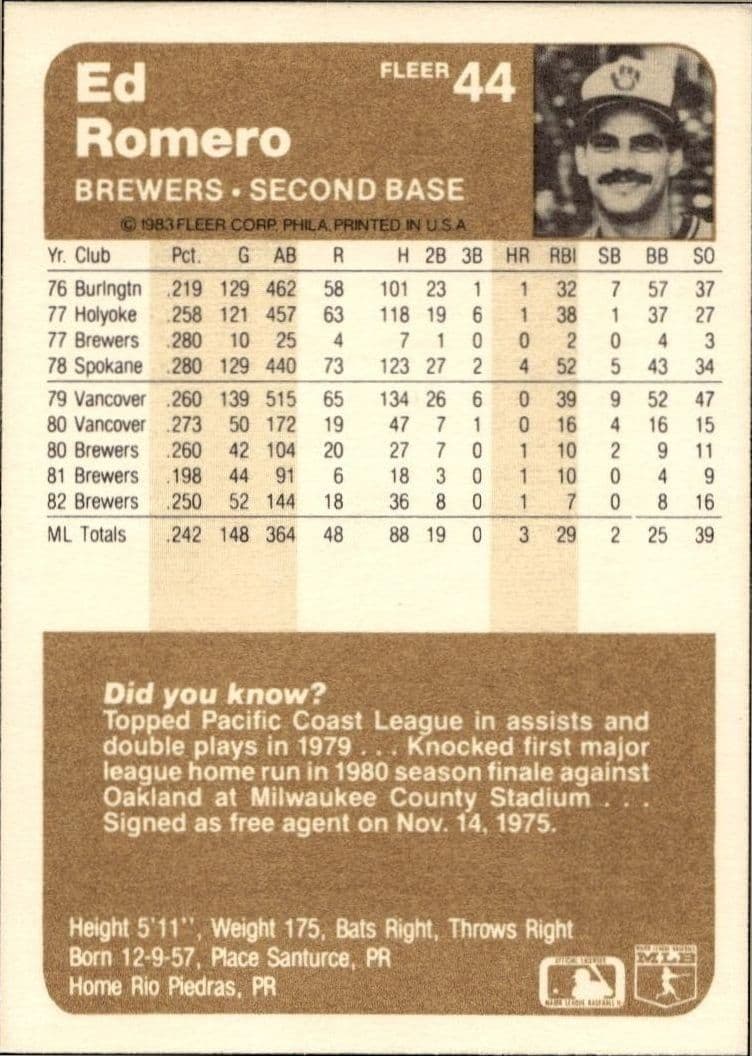 Ed
Romero
FLEER 44
BREWERS • SECOND BASE
© 1983 FLEER CORP. PHILA. PRINTED IN U.S.A
Yr. Club Pct. G AB R H 2B 3B HR RBI SB BB SO
76 Burlngtn .219 129 462 58 101 23 1 1 32 7 57 37
77 Holyoke .258 121 457 63 118 19 6 1 38 1 37 27
77 Brewers .280 10 25 4 7 1 0 0 2 0 4 3
78 Spokane .280 129 440 73 123 27 2 4 52 5 43 34
79 Vancover .260 139 515 65 134 26 6 0 39 9 52 47
80 Vancover .273 50 172 19 47 7 1 0 16 4 16 15
80 Brewers .260 42 104 20 27 7 0 1 10 2 9 11
81 Brewers .198 44 91 6 18 3 0 1 10 0 4 9
82 Brewers .250 52 144 18 36 8 0 1 7 0 8 16
ML Totals .242 148 364 48 88 19 0 3 29 2 25 39
Did you know?
Topped Pacific Coast League in assists and
double plays in 1979 . . . Knocked first major
league home run in 1980 season finale against
Oakland at Milwaukee County Stadium . . .
Signed as free agent on Nov. 14, 1975.
Height 5'11'', Weight 175, Bats Right, Throws Right
Born 12-9-57, Place Santurce, PR
Home Rio Piedras, PR
OFFICIAL LICENSEE
MAJOR LEAGUE BASEBALL
MAJOR LEAGUE BASEBALL
MLB